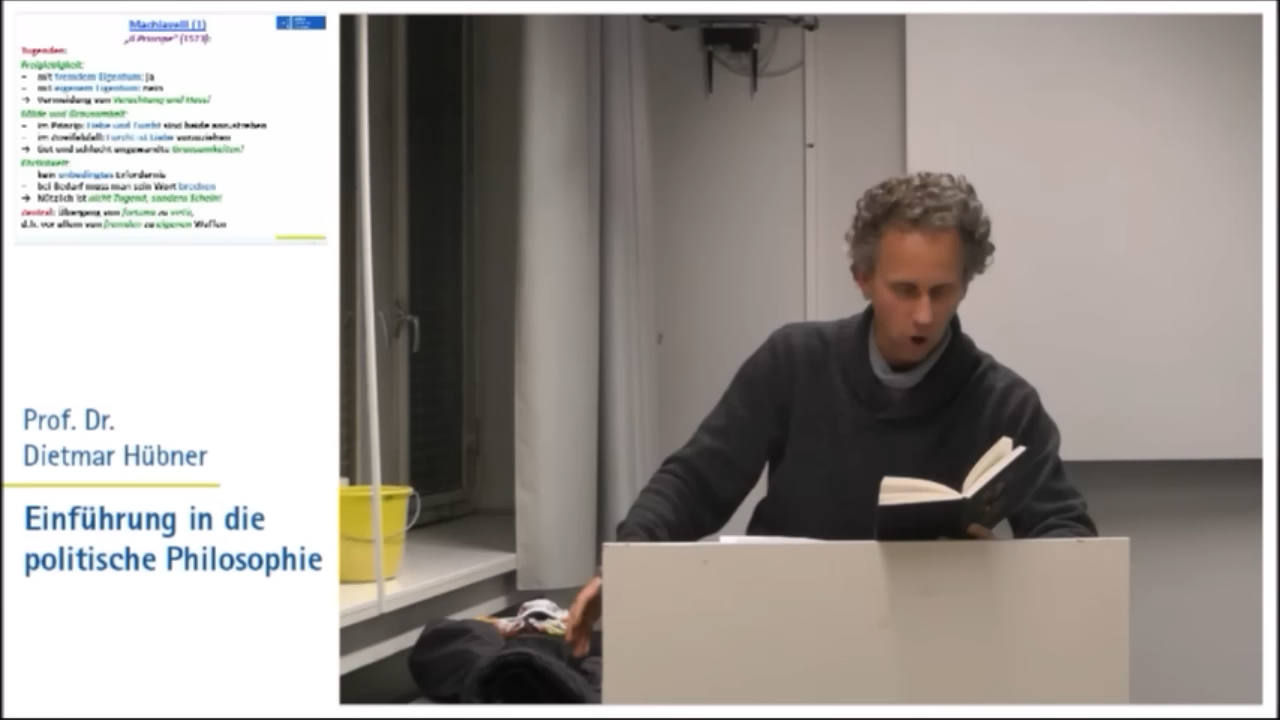 Machiavelli (1)
„Il Principe" (1513):
Tugenden:
Freigiebigkeit:
- mit fremdem Eigentum: ja
- mit eigenem Eigentum: nein
→ Vermeidung von Verachtung und Hass!
Milde und Grausamkeit:
- im Prinzip: Liebe und Furcht sind beide anzustreben
- im Zweifelsfall: Furcht ist Liebe vorzuziehen
→ Gut und schlecht angewandte Grausamkeiten!
Ehrlichkeit:
kein unbedingtes Erfordernis
- bei Bedarf muss man sein Wort brechen
→ Nützlich ist nicht Tugend, sondern Schein!
Zentral: Übergang von fortuna zu virtù,
d.h. vor allem von fremden zu eigenen Waffen
Prof. Dr.
Dietmar Hübner
Einführung in die
politische Philosophie